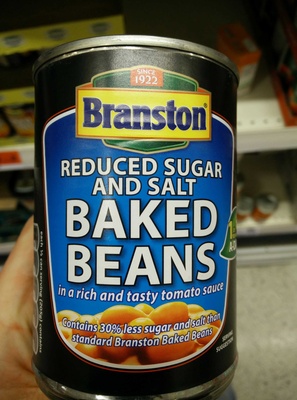 SINCE
1922
Branston
REDUCED SUGAR
AND SALT
BAKED
BEANS
in a rich and tasty tomato sauce
Contains 30% less sugar and salt than
standard Branston Baked Beans
SERVING